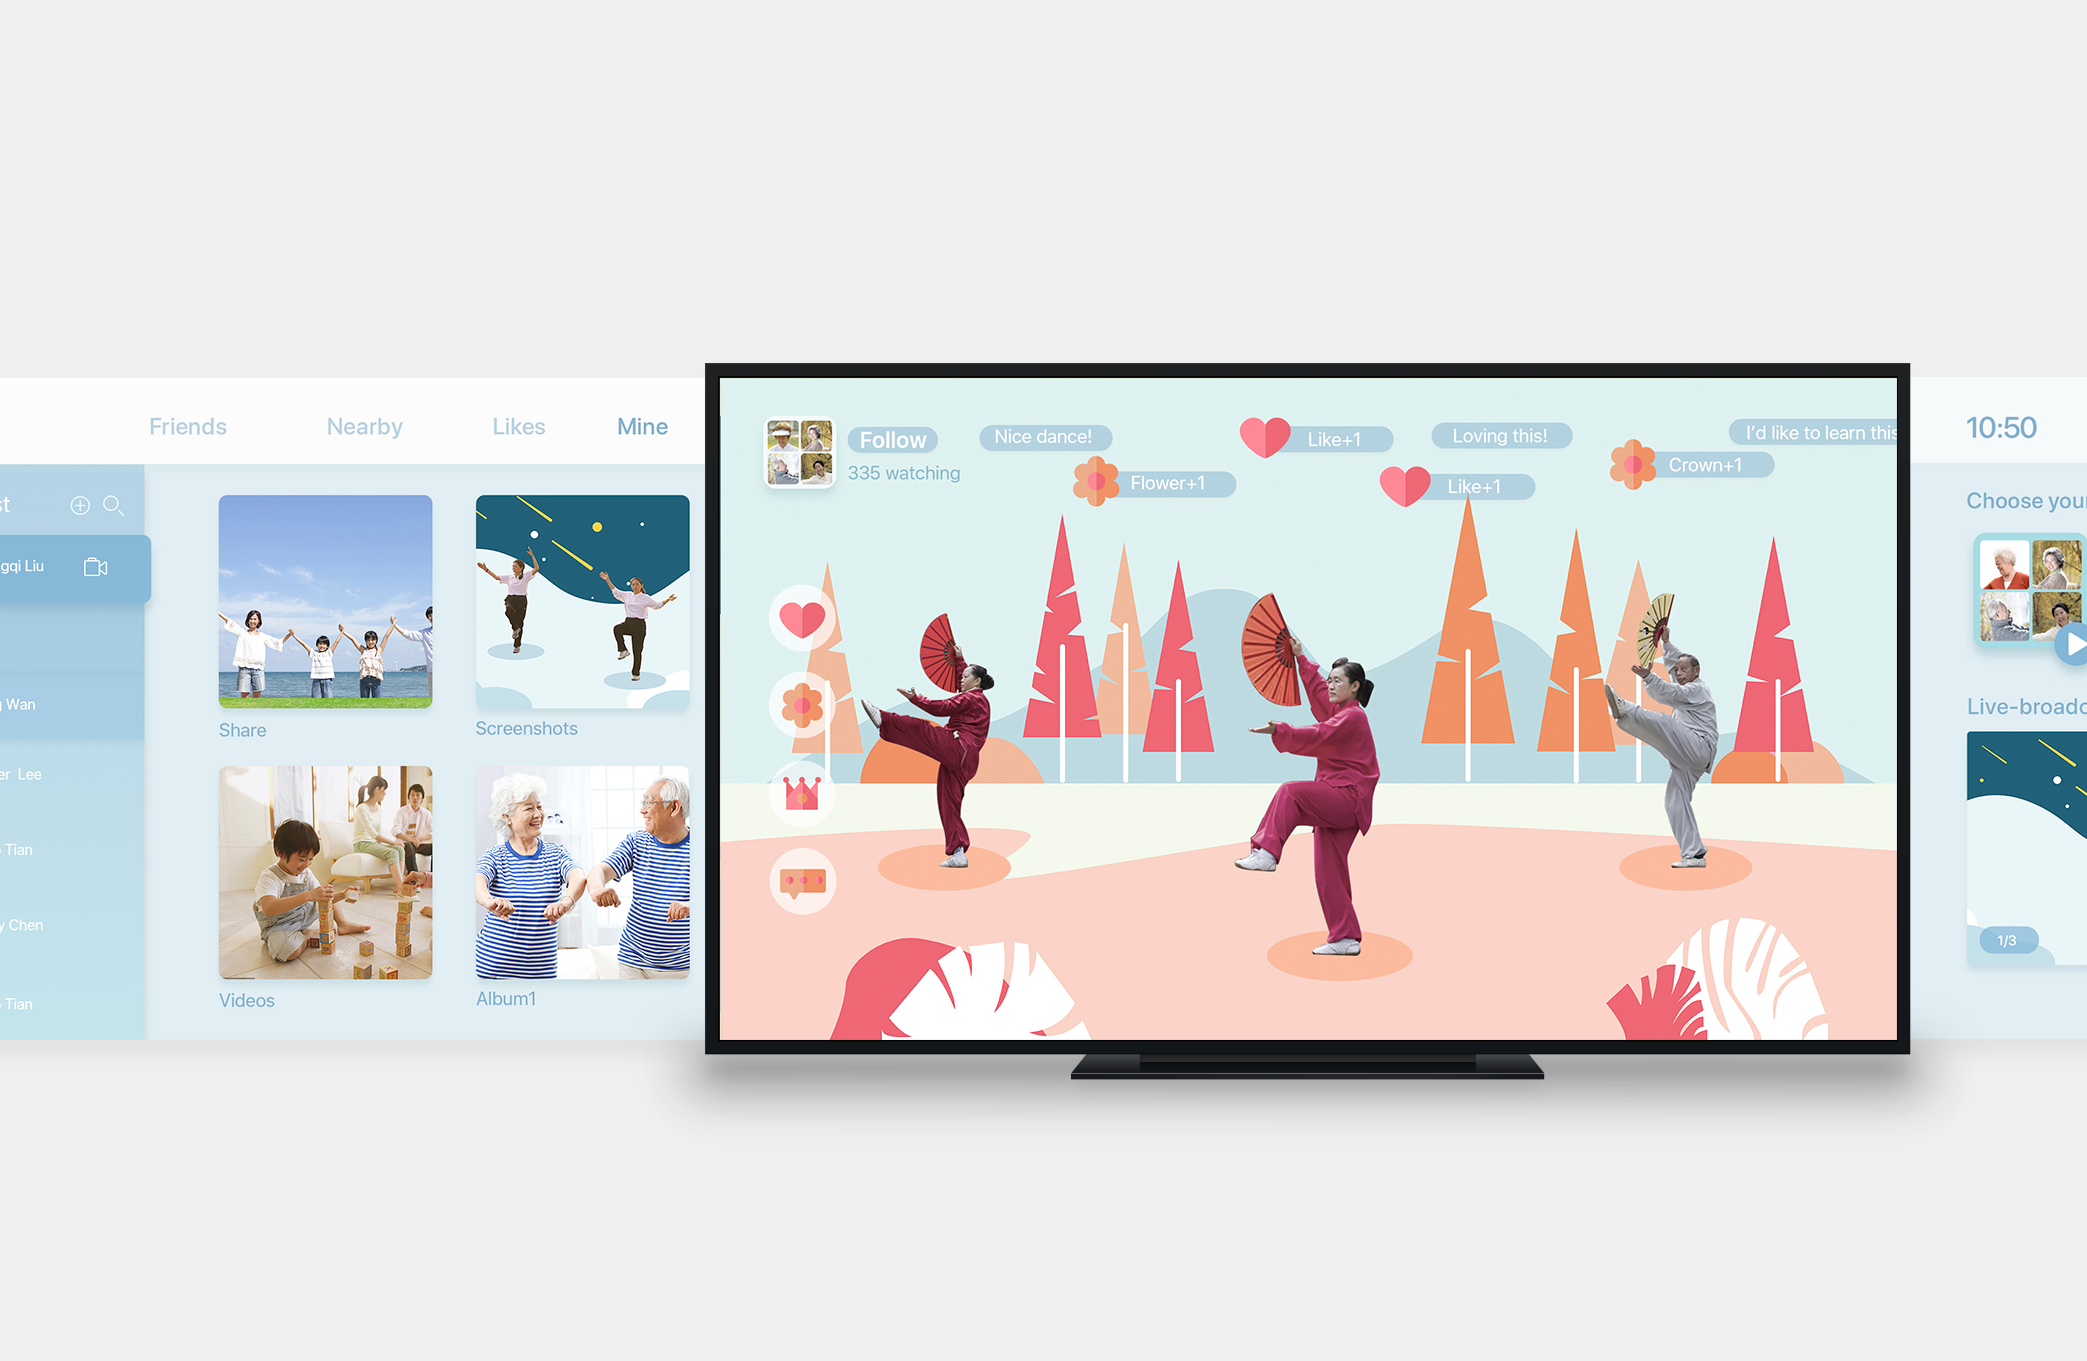 Friends
Nearby
Likes
Mine
st
gqi Liu
Wan
er Lee
Tian
y Chen
Tian
Share
Screenshots
Videos
Album1
Follow
335 watching
Nice dance!
Flower+1
Like+1
Like+1
Loving this!
Crown+1
I'd like to learn this
10:50
Choose your
Live-broadc
1/3